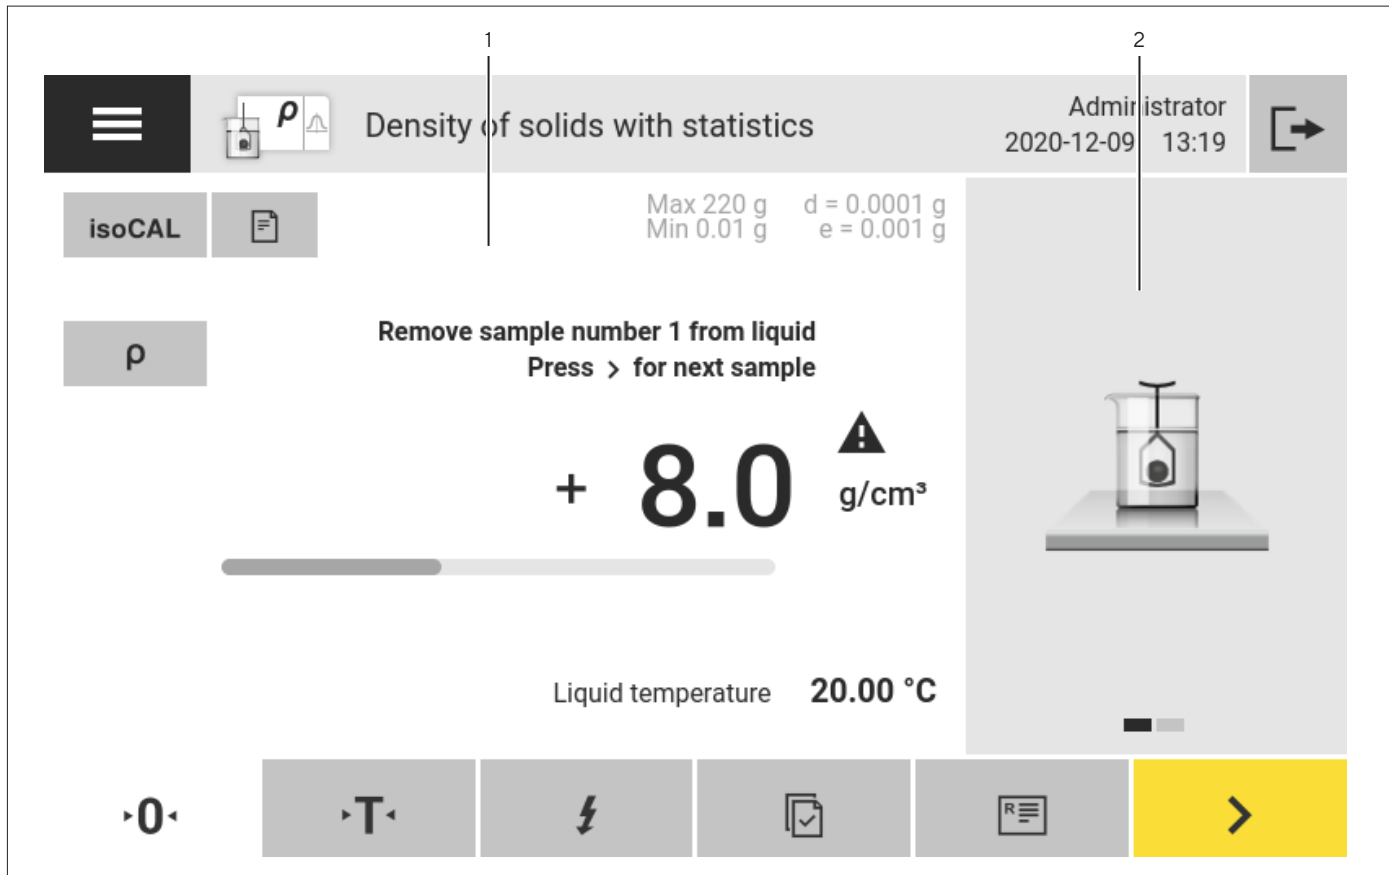 1
2
ρ
Density of solids with statistics
Administrator
2020-12-09 13:19
isoCAL
Max 220 g d = 0.0001 g
Min 0.01 g e = 0.001 g
ρ
Remove sample number 1 from liquid
Press > for next sample
+ 8.0 g/cm³
Liquid temperature 20.00 °C
0
T
R